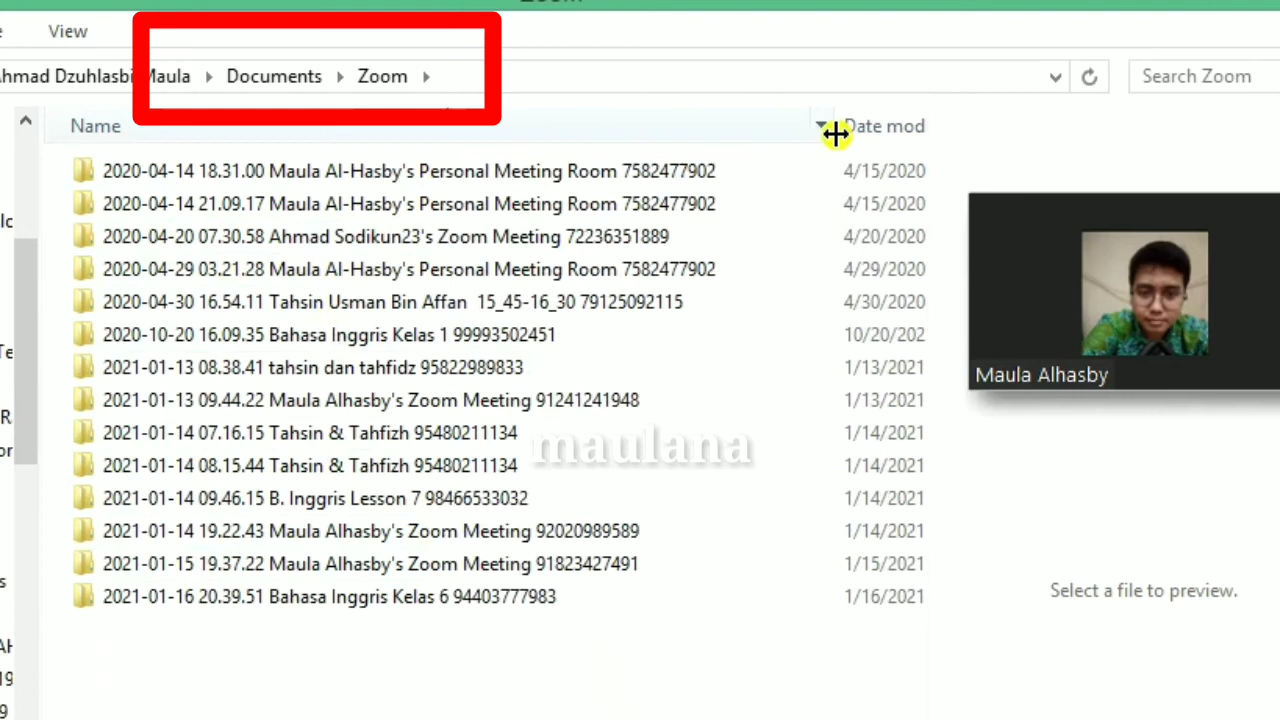 View
hmad Dzuhlasbi Maula Documents Zoom
Search Zoom
Name
Date mod
2020-04-14 18.31.00 Maula Al-Hasby's Personal Meeting Room 7582477902 4/15/2020
2020-04-14 21.09.17 Maula Al-Hasby's Personal Meeting Room 7582477902 4/15/2020
2020-04-20 07.30.58 Ahmad Sodikun23's Zoom Meeting 72236351889 4/20/2020
2020-04-29 03.21.28 Maula Al-Hasby's Personal Meeting Room 7582477902 4/29/2020
2020-04-30 16.54.11 Tahsin Usman Bin Affan  15_45-16_30 79125092115 4/30/2020
2020-10-20 16.09.35 Bahasa Inggris Kelas 1 99993502451 10/20/202
2021-01-13 08.38.41 tahsin dan tahfidz 95822989833 1/13/2021
2021-01-13 09.44.22 Maula Alhasby's Zoom Meeting 91241241948 1/13/2021
2021-01-14 07.16.15 Tahsin & Tahfizh 95480211134 1/14/2021
2021-01-14 08.15.44 Tahsin & Tahfizh 95480211134 1/14/2021
2021-01-14 09.46.15 B. Inggris Lesson 7 98466533032 1/14/2021
2021-01-14 19.22.43 Maula Alhasby's Zoom Meeting 92020989589 1/14/2021
2021-01-15 19.37.22 Maula Alhasby's Zoom Meeting 91823427491 1/15/2021
2021-01-16 20.39.51 Bahasa Inggris Kelas 6 94403777983 1/16/2021
maulana
Maula Alhasby
Select a file to preview.